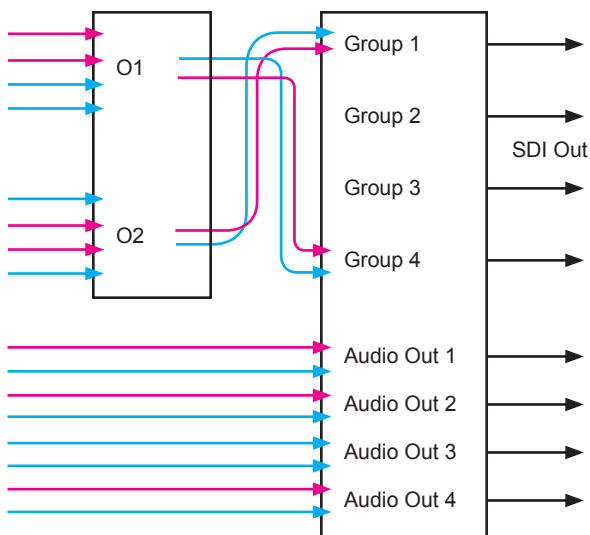 O1
O2
Group 1
Group 2
SDI Out
Group 3
Group 4
Audio Out 1
Audio Out 2
Audio Out 3
Audio Out 4